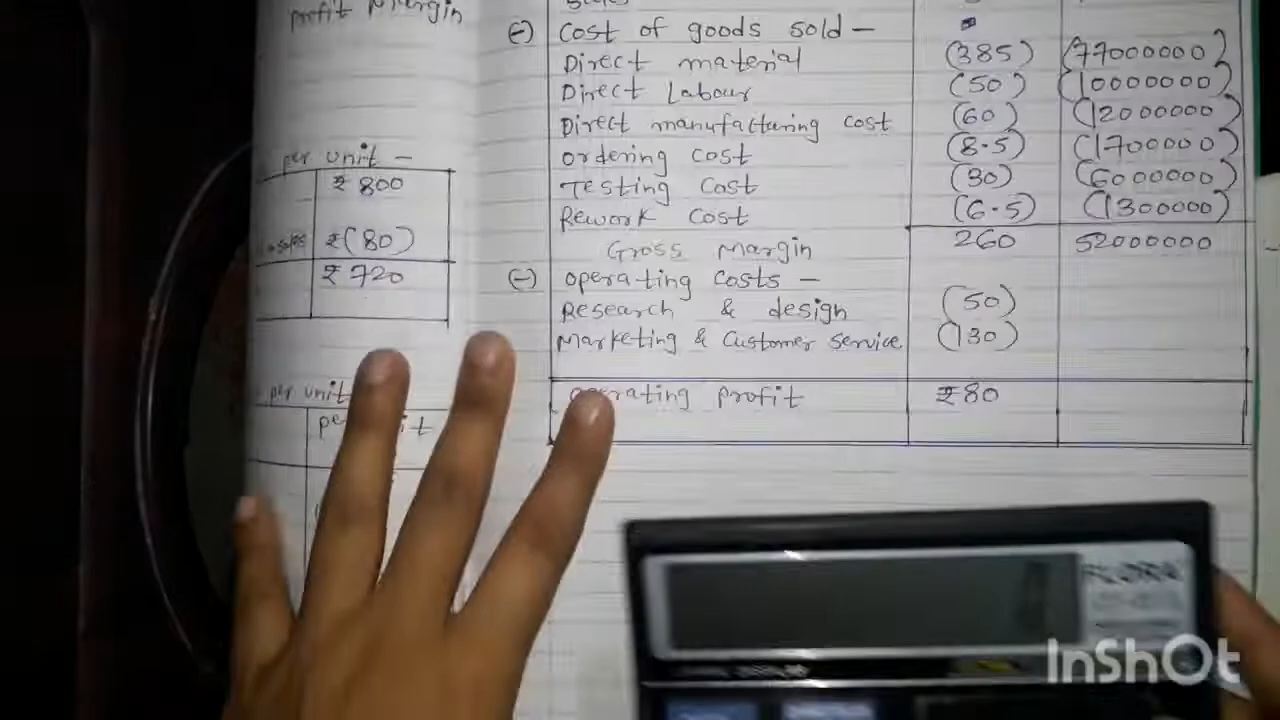 profit Margin
per unit -
₹ 800
sales ₹(80)
₹ 720
per unit
(-) Cost of goods sold -
Direct material (385) (77000000)
Direct Labour (50) (10000000)
Direct manufacturing cost (60) (12000000)
ordering cost (8.5) (1700000)
Testing Cost (30) (6000000)
Rework Cost (6.5) (1300000)
Gross Margin 260 52000000
(-) operating costs -
Research & design (50)
Marketing & Customer service (130)
operating profit ₹80
InShOt